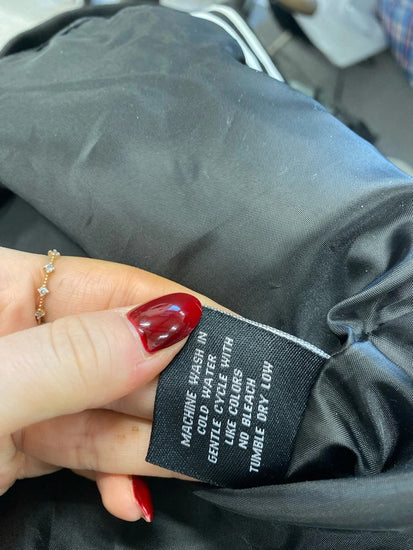 MACHINE WASH IN
COLD WATER
GENTLE CYCLE WITH
LIKE COLORS
NO BLEACH
TUMBLE DRY LOW